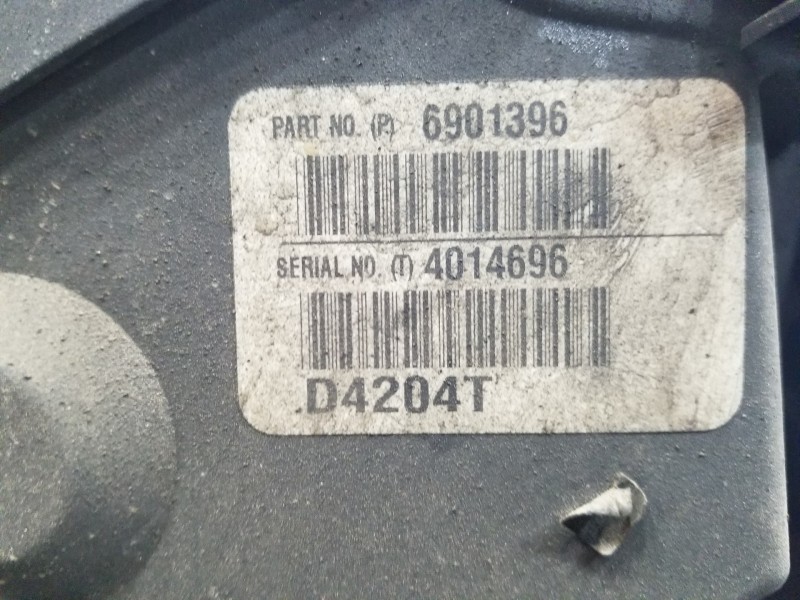 PART NO. (P) 6901396
SERIAL NO. (T) 4014696
D4204T